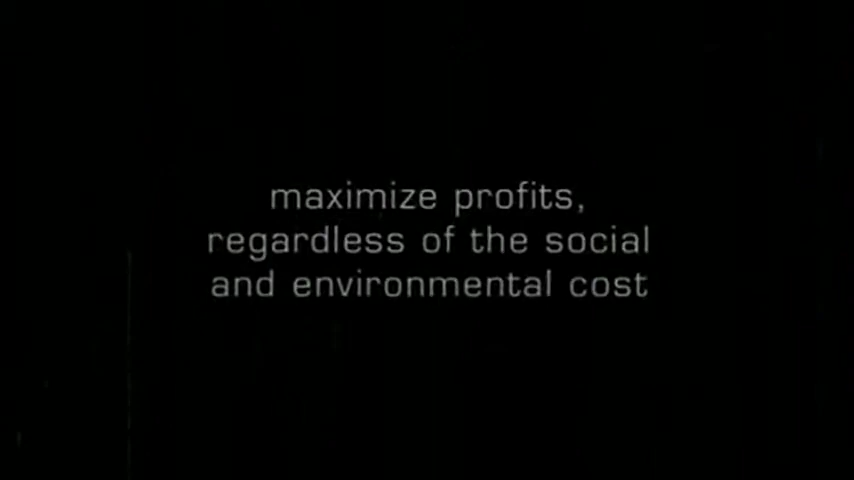 maximize profits,
regardless of the social
and environmental cost